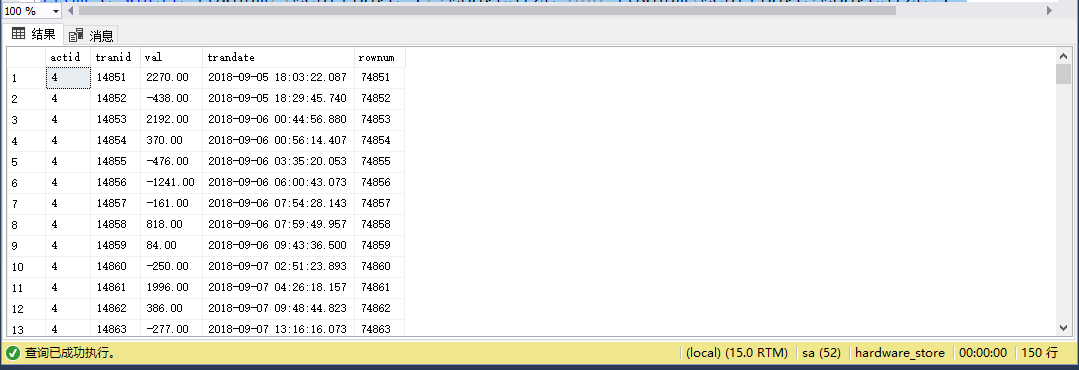 100 %
结果 消息
actid tranid val trandate rownum
1 4 14851 2270.00 2018-09-05 18:03:22.087 74851
2 4 14852 -438.00 2018-09-05 18:29:45.740 74852
3 4 14853 2192.00 2018-09-06 00:44:56.880 74853
4 4 14854 370.00 2018-09-06 00:56:14.407 74854
5 4 14855 -476.00 2018-09-06 03:35:20.053 74855
6 4 14856 -1241.00 2018-09-06 06:00:43.073 74856
7 4 14857 -161.00 2018-09-06 07:54:28.143 74857
8 4 14858 818.00 2018-09-06 07:59:49.957 74858
9 4 14859 84.00 2018-09-06 09:43:36.500 74859
10 4 14860 -250.00 2018-09-07 02:51:23.893 74860
11 4 14861 1996.00 2018-09-07 04:26:18.157 74861
12 4 14862 386.00 2018-09-07 09:48:44.823 74862
13 4 14863 -277.00 2018-09-07 13:16:16.073 74863
查询已成功执行。 (local) (15.0 RTM) sa (52) hardware_store 00:00:00 150 行